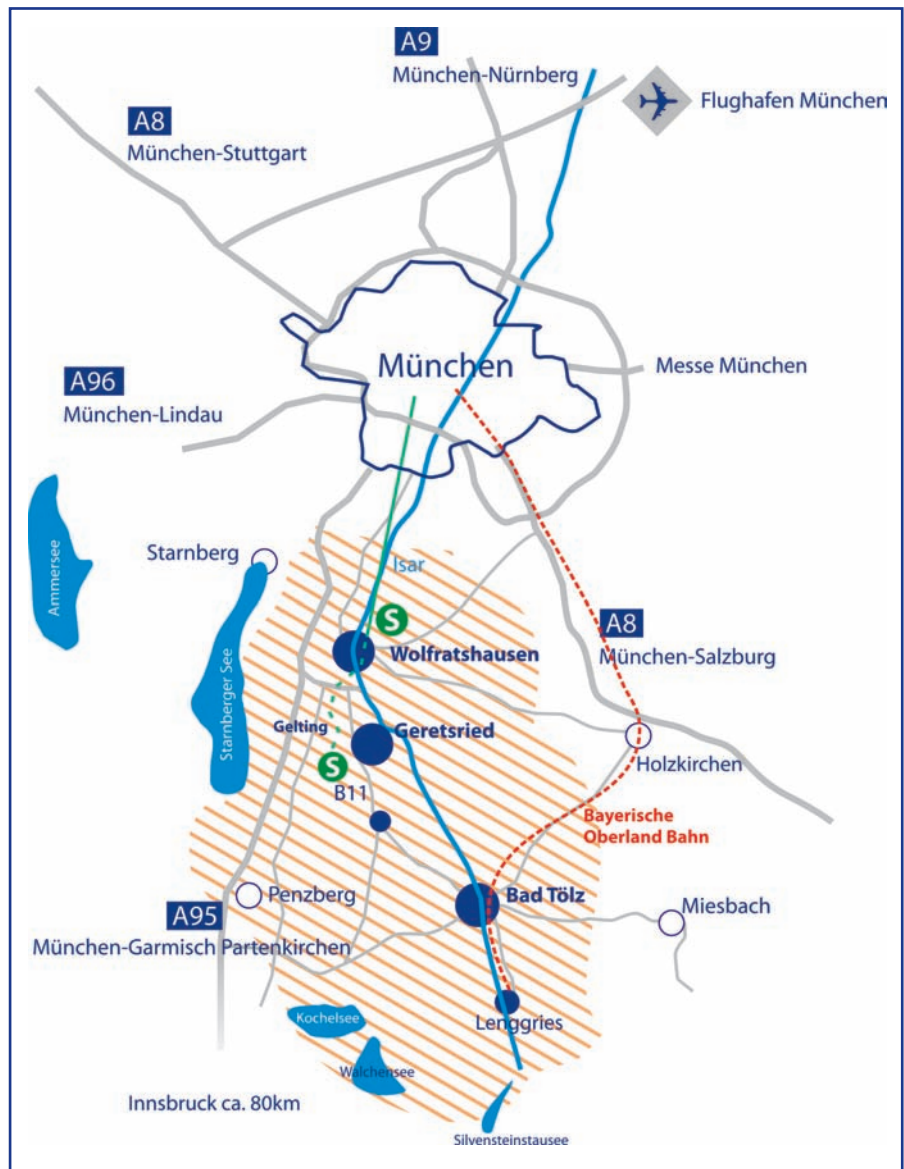 A9
München-Nürnberg
Flughafen München
A8
München-Stuttgart
München
Messe München
A96
München-Lindau
Ammersee
Starnberg
Isar
S
Wolfratshausen
A8
München-Salzburg
Starnberger See
Gelting
Geretsried
S
B11
Holzkirchen
Bayerische
Oberland Bahn
Penzberg
Bad Tölz
Miesbach
A95
München-Garmisch Partenkirchen
Kochelsee
Lenggries
Walchensee
Innsbruck ca. 80km
Silvensteinstausee